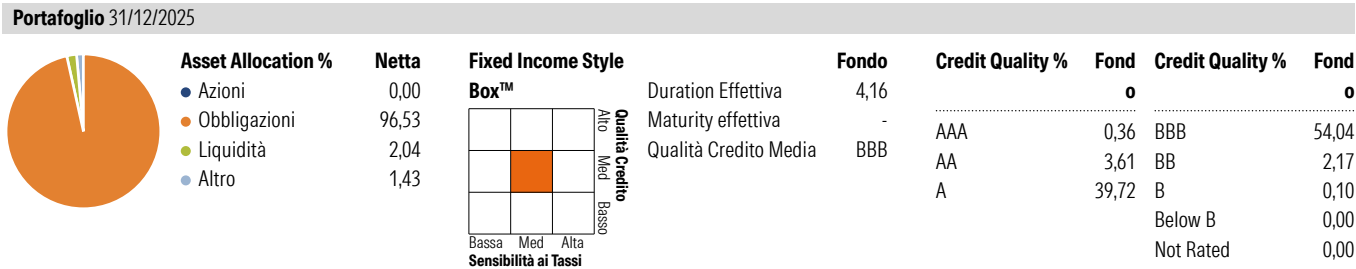 Portafoglio 31/12/2025
Asset Allocation % Netta
Azioni 0,00
Obbligazioni 96,53
Liquidità 2,04
Altro 1,43
Fixed Income Style
Box™
Alto
Med
Basso
Qualità Credito
Bassa Med Alta
Sensibilità ai Tassi
Fondo
Duration Effettiva 4,16
Maturity effettiva -
Qualità Credito Media BBB
Credit Quality % Fond
o
AAA 0,36
AA 3,61
A 39,72
Credit Quality % Fond
o
BBB 54,04
BB 2,17
B 0,10
Below B 0,00
Not Rated 0,00